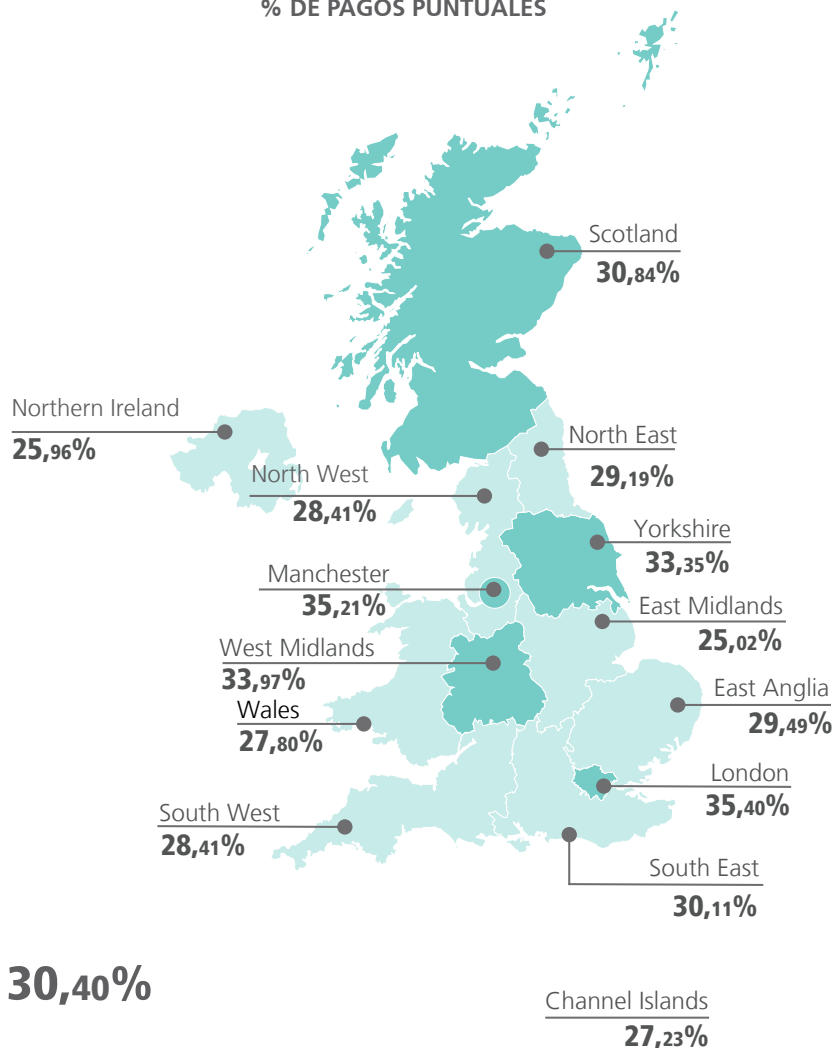 % DE PAGOS PUNTUALES
Scotland
30,84%
Northern Ireland
25,96%
North East
29,19%
North West
28,41%
Yorkshire
33,35%
Manchester
35,21%
East Midlands
25,02%
West Midlands
33,97%
East Anglia
29,49%
Wales
27,80%
London
35,40%
South West
28,41%
South East
30,11%
30,40%
Channel Islands
27,23%